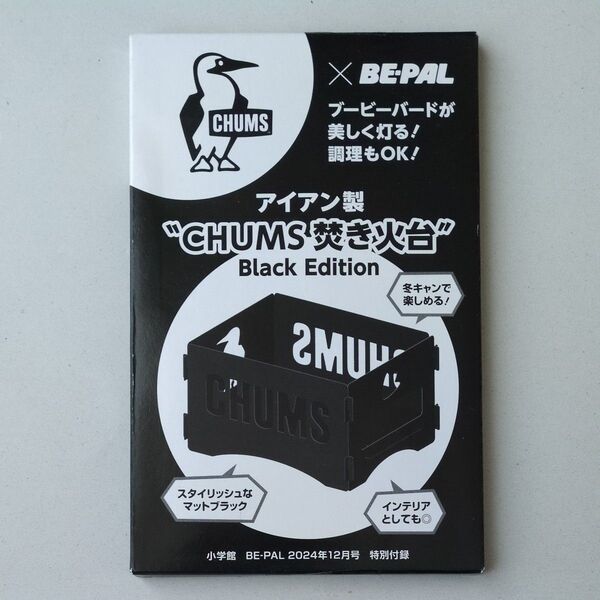 CHUMS
× BE-PAL
ブービーバードが
美しく灯る!
調理もOK!
アイアン製
“CHUMS 焚き火台”
Black Edition
冬キャンで
楽しめる!
CHUMS
CHUMS
スタイリッシュな
マットブラック
インテリア
としても◎
小学館 BE-PAL 2024年12月号 特別付録